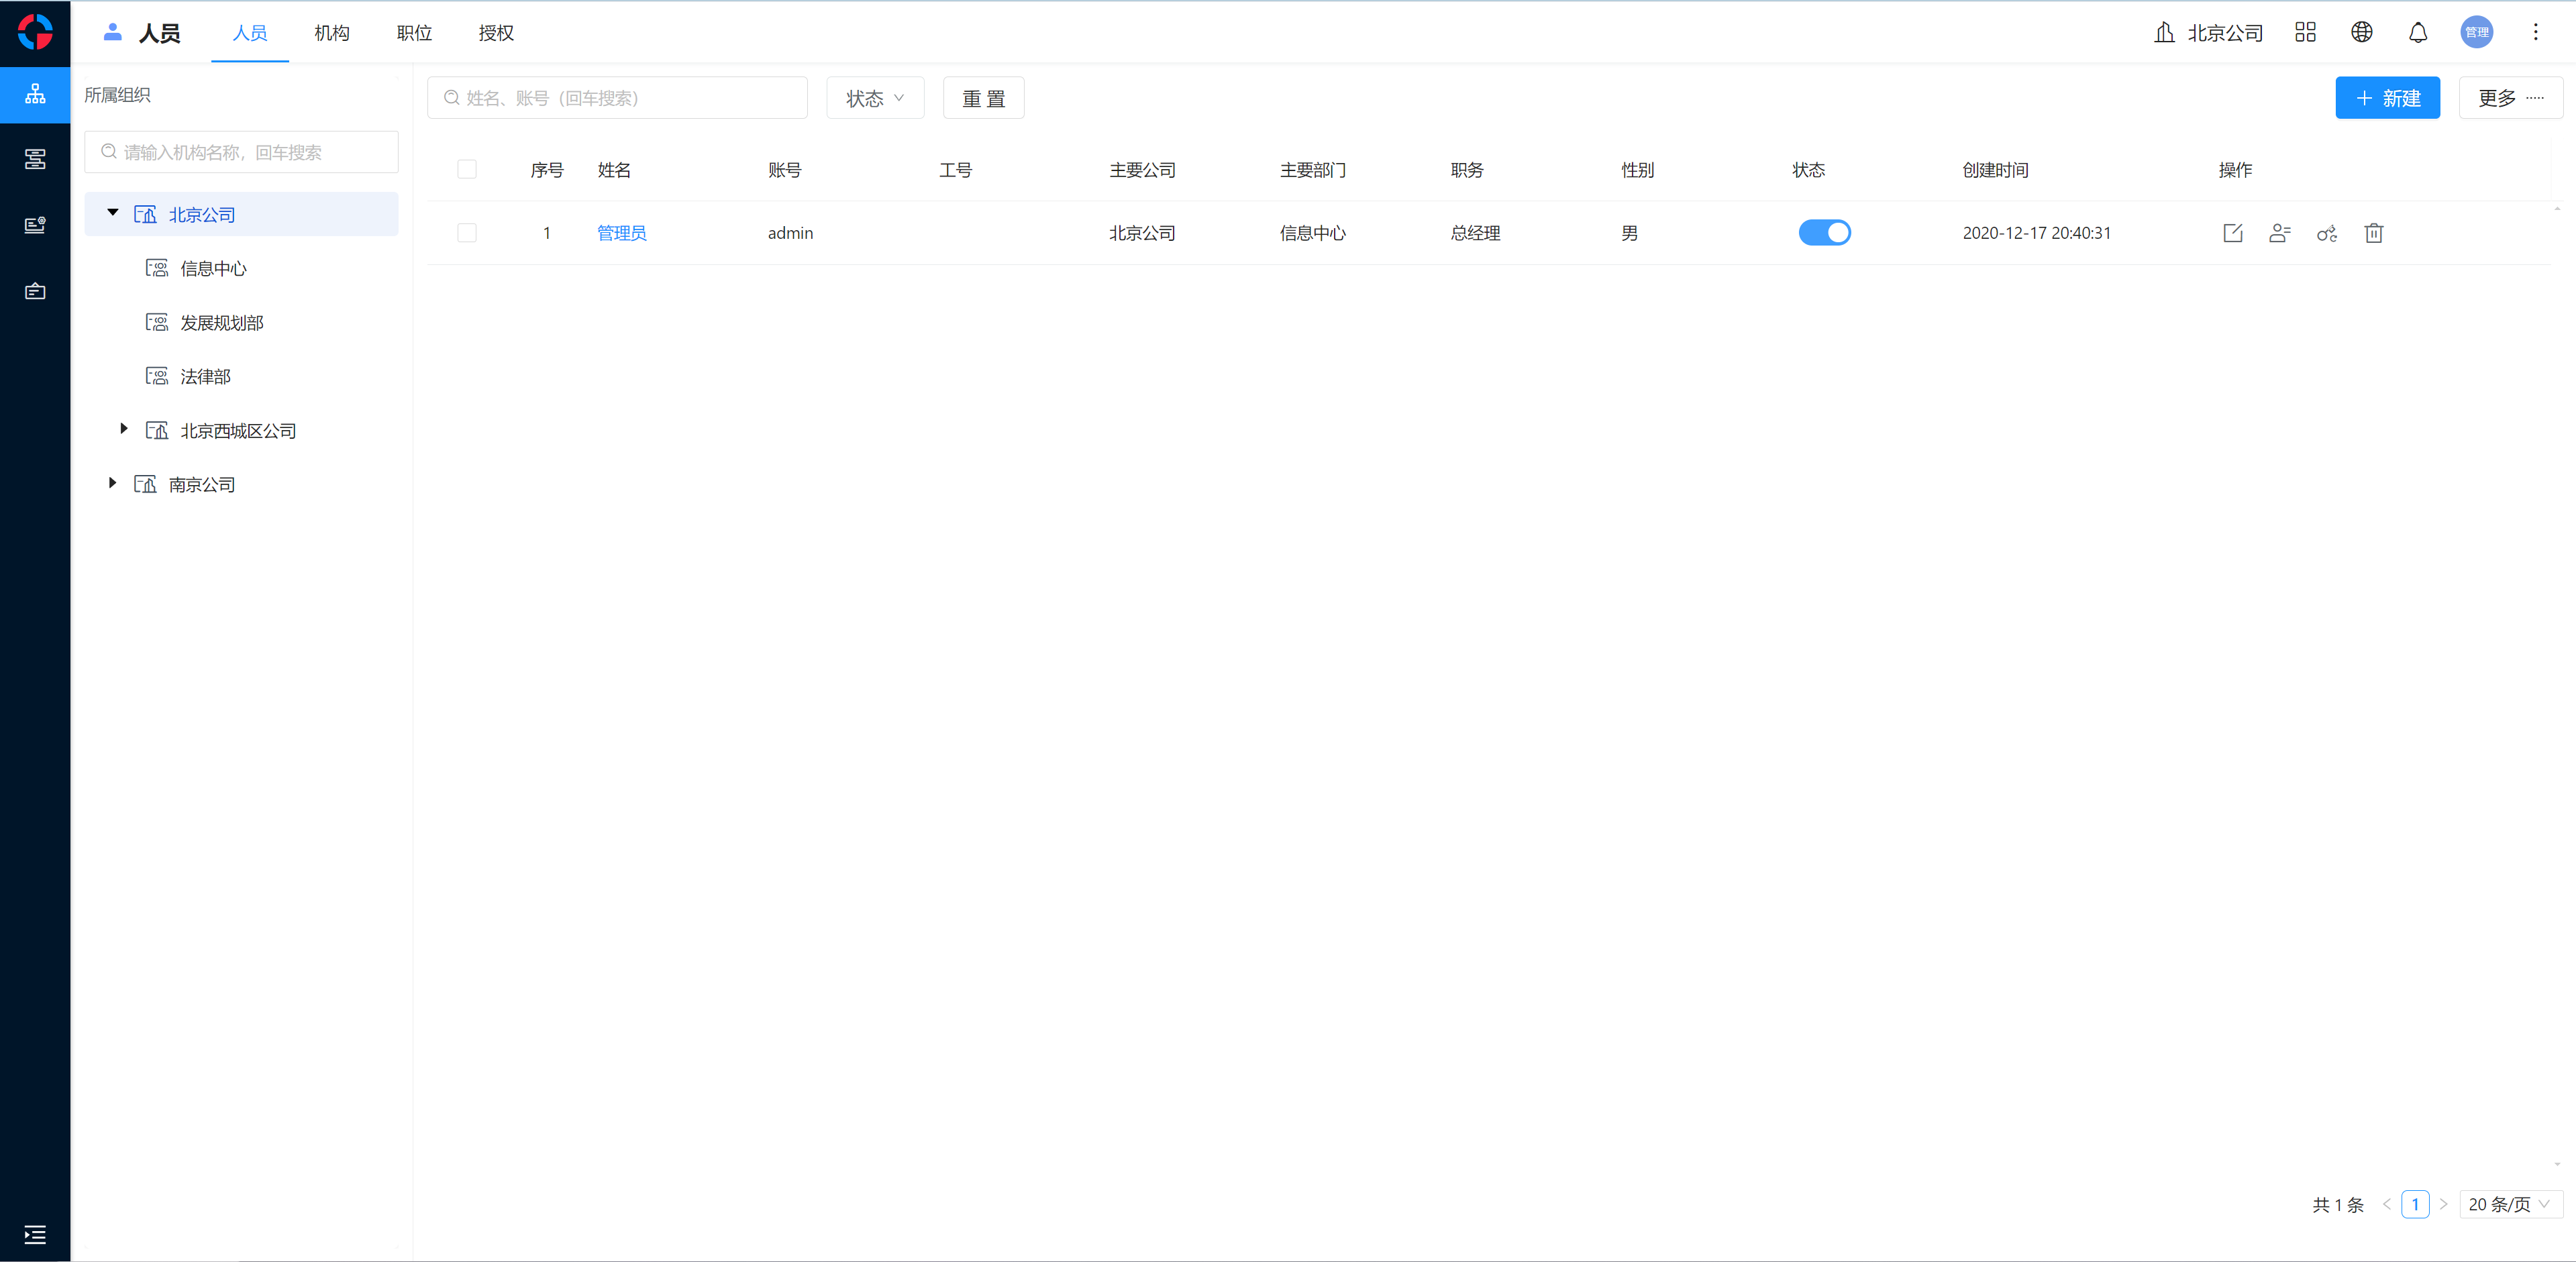 人员 人员 机构 职位 授权 北京公司 管理
所属组织
请输入机构名称，回车搜索
北京公司
信息中心
发展规划部
法律部
北京西城区公司
南京公司
姓名、账号（回车搜索） 状态 重 置 新建 更多
序号 姓名 账号 工号 主要公司 主要部门 职务 性别 状态 创建时间 操作
1 管理员 admin 北京公司 信息中心 总经理 男 2020-12-17 20:40:31
共 1 条 1 20 条/页